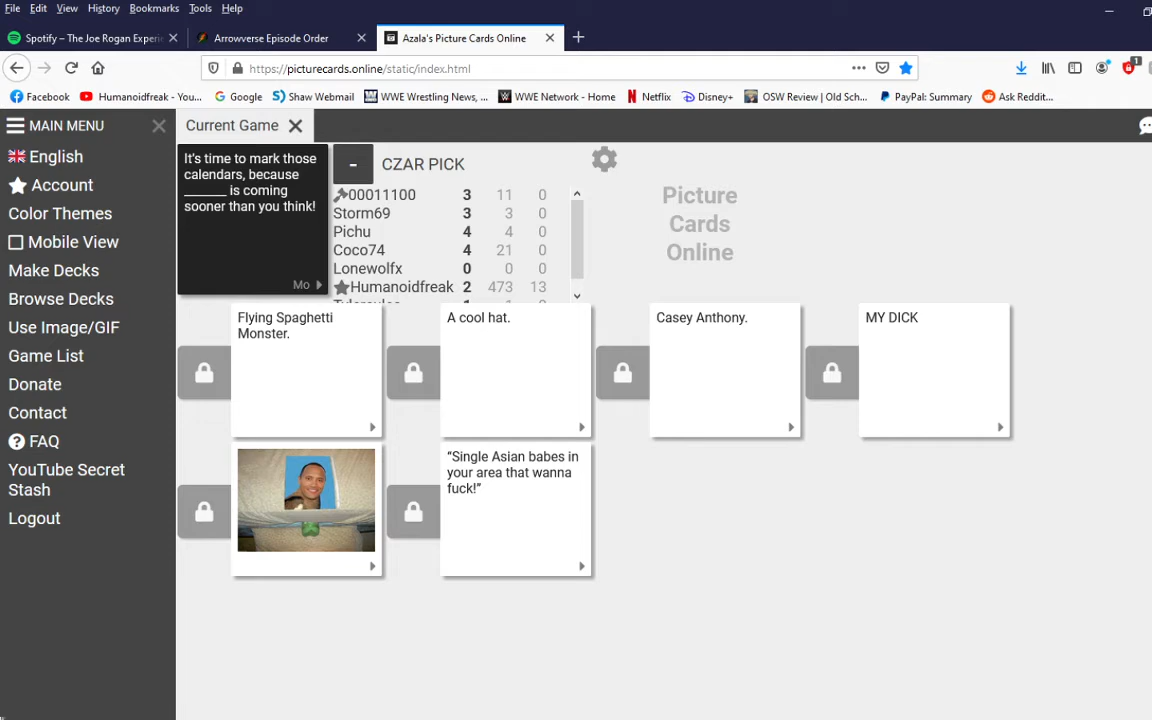 File Edit View History Bookmarks Tools Help
Spotify – The Joe Rogan Experi
Arrowverse Episode Order
Azala's Picture Cards Online
https://picturecards.online/static/index.html
Facebook
Humanoidfreak - You...
Google
Shaw Webmail
WWE Wrestling News, ...
WWE Network - Home
Netflix
Disney+
OSW Review | Old Sch...
PayPal: Summary
Ask Reddit...
1
MAIN MENU
English
Account
Color Themes
Mobile View
Make Decks
Browse Decks
Use Image/GIF
Game List
Donate
Contact
FAQ
YouTube Secret
Stash
Logout
Current Game
It's time to mark those
calendars, because
_______ is coming
sooner than you think!
Mo
-
CZAR PICK
00011100 3 11 0
Storm69 3 3 0
Pichu 4 4 0
Coco74 4 21 0
Lonewolfx 0 0 0
Humanoidfreak 2 473 13
Picture
Cards
Online
Flying Spaghetti
Monster.
A cool hat.
Casey Anthony.
MY DICK
“Single Asian babes in
your area that wanna
fuck!”